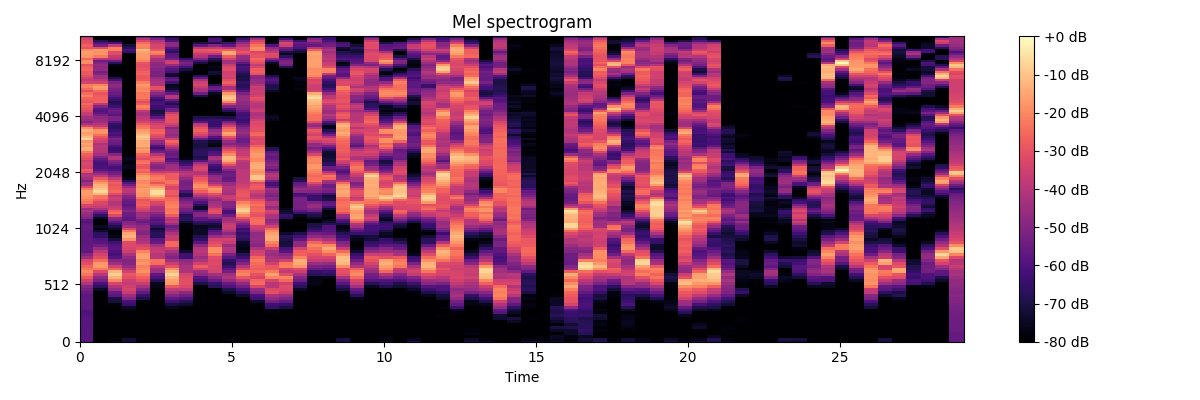 Mel spectrogram
8192
4096
2048
1024
512
0
Hz
0 5 10 15 20 25
Time
+0 dB
-10 dB
-20 dB
-30 dB
-40 dB
-50 dB
-60 dB
-70 dB
-80 dB